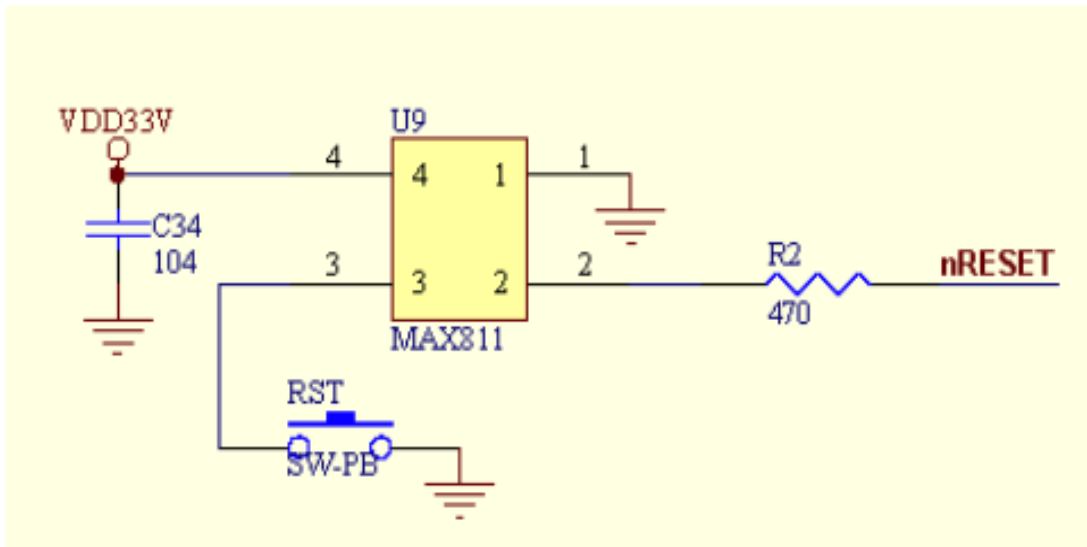 VDD33V
U9
4
4
1
1
C34
104
3
3
2
2
R2
470
nRESET
MAX811
RST
SW-PB